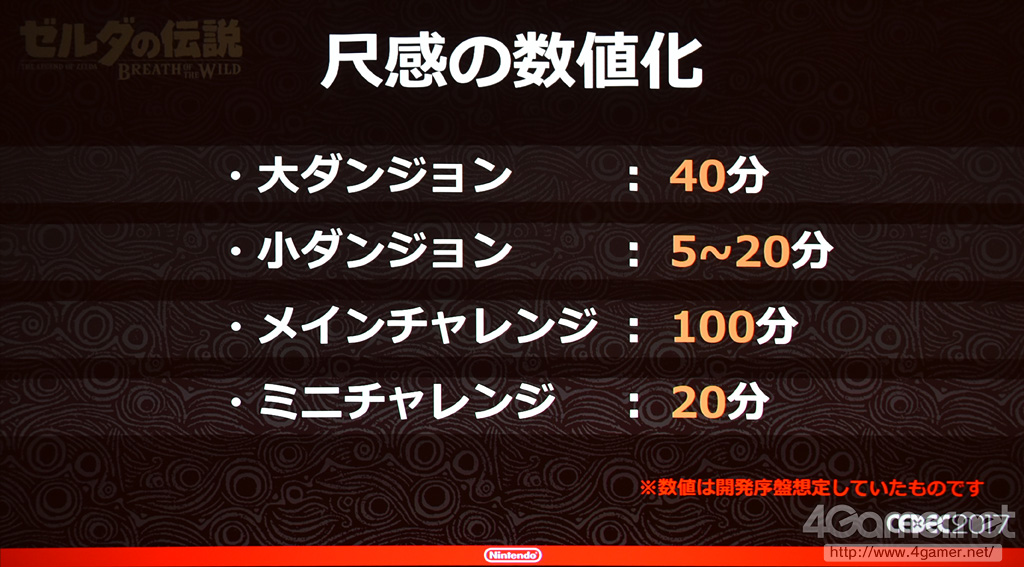 ゼルダの伝説
THE LEGEND OF ZELDA
BREATH OF THE WILD
尺感の数値化
・大ダンジョン : 40分
・小ダンジョン : 5~20分
・メインチャレンジ : 100分
・ミニチャレンジ : 20分
※数値は開発序盤想定していたものです
CEDEC2017
4Gamer.net
http://www.4gamer.net/
Nintendo